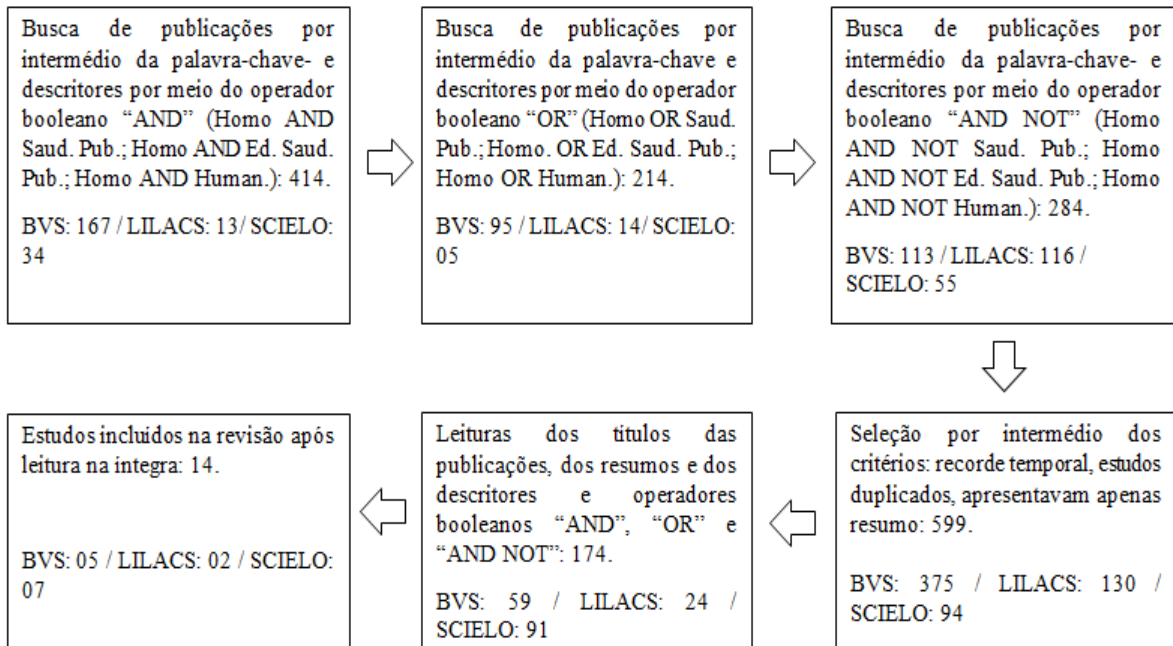 Busca de publicações por
intermédio da palavra-chave- e
descritores por meio do operador
booleano “AND” (Homo AND
Saud. Pub.; Homo AND Ed. Saud.
Pub.; Homo AND Human.): 414.
BVS: 167 / LILACS: 13/ SCIELO:
34
Busca de publicações por
intermédio da palavra-chave e
descritores por meio do operador
booleano “OR” (Homo OR Saud.
Pub.; Homo. OR Ed. Saud. Pub.;
Homo OR Human.): 214.
BVS: 95 / LILACS: 14/ SCIELO:
05
Busca de publicações por
intermédio da palavra-chave- e
descritores por meio do operador
booleano “AND NOT” (Homo
AND NOT Saud. Pub.; Homo
AND NOT Ed. Saud. Pub.; Homo
AND NOT Human.): 284.
BVS: 113 / LILACS: 116 /
SCIELO: 55
Seleção por intermédio dos
critérios: recorde temporal, estudos
duplicados, apresentavam apenas
resumo: 599.
BVS: 375 / LILACS: 130 /
SCIELO: 94
Leituras dos títulos das
publicações, dos resumos e dos
descritores e operadores
booleanos “AND”, “OR” e
“AND NOT”: 174.
BVS: 59 / LILACS: 24 /
SCIELO: 91
Estudos incluídos na revisão após
leitura na íntegra: 14.
BVS: 05 / LILACS: 02 / SCIELO:
07